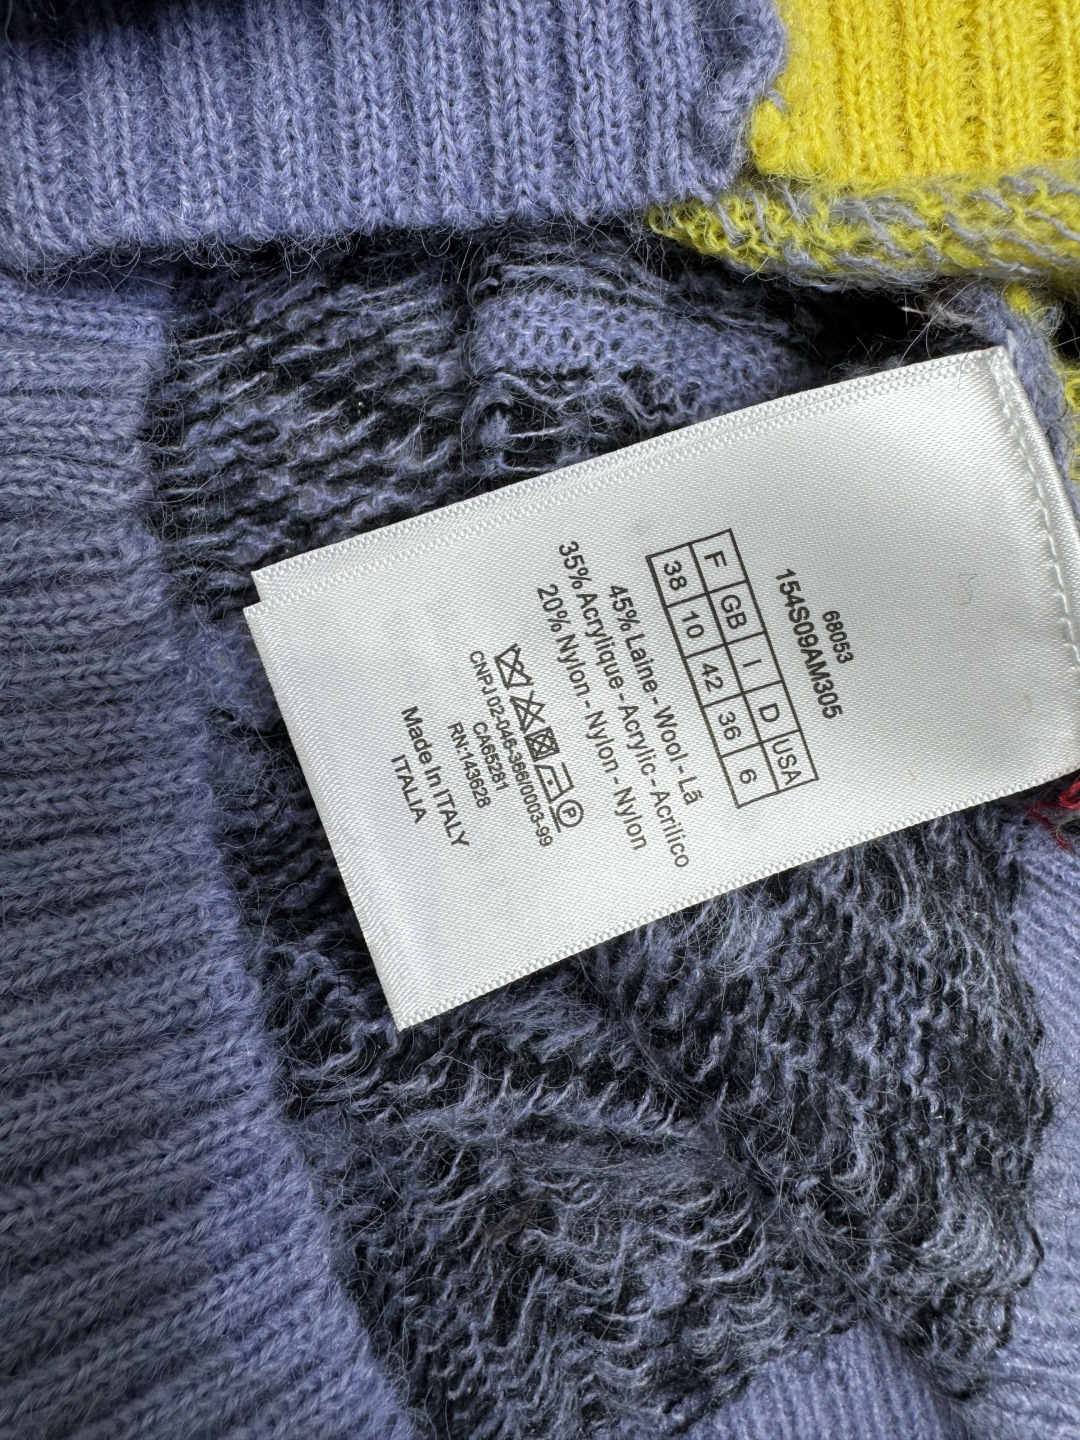 68053
154S09AM305
F GB I D USA
38 10 42 36 6
45% Laine - Wool - Lã
35% Acrylique - Acrylic - Acrilico
20% Nylon - Nylon - Nylon
P
CNPJ 02-046-386/0003-99
CA65281
RN:143628
Made In ITALY
ITALIA